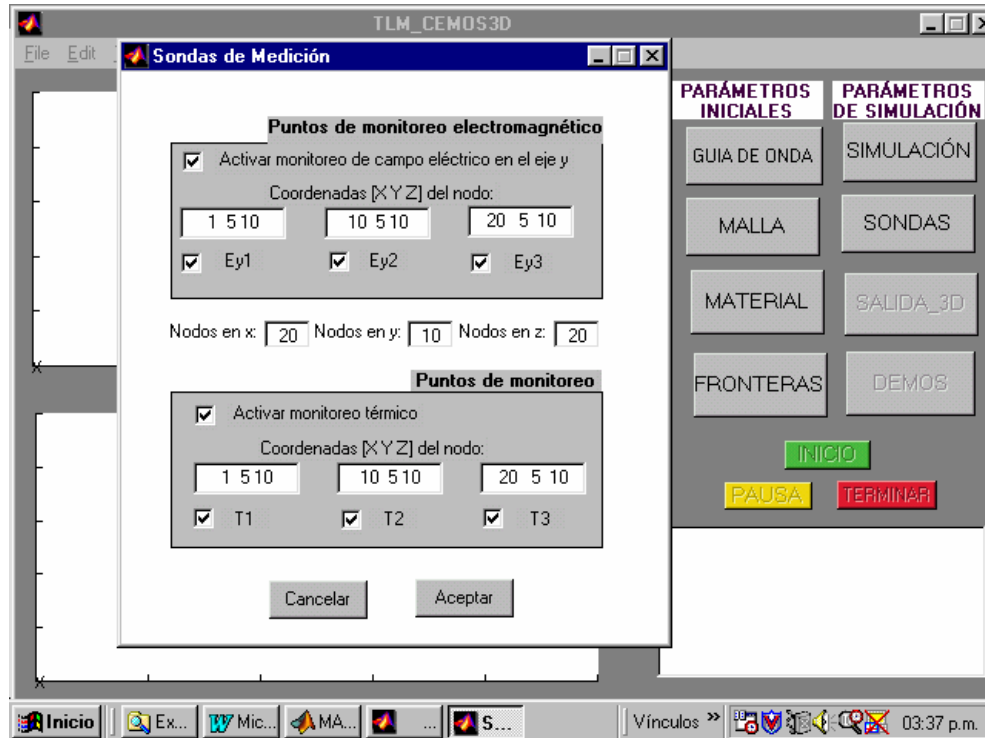 TLM_CEMOS3D
File Edit
Sondas de Medición
Puntos de monitoreo electromagnético
Activar monitoreo de campo eléctrico en el eje y
Coordenadas [X Y Z] del nodo:
1 5 10 10 5 10 20 5 10
Ey1 Ey2 Ey3
Nodos en x: 20 Nodos en y: 10 Nodos en z: 20
Puntos de monitoreo
Activar monitoreo térmico
Coordenadas [X Y Z] del nodo:
1 5 10 10 5 10 20 5 10
T1 T2 T3
Cancelar Aceptar
PARÁMETROS INICIALES
PARÁMETROS DE SIMULACIÓN
GUIA DE ONDA SIMULACIÓN
MALLA SONDAS
MATERIAL SALIDA_3D
FRONTERAS DEMOS
INICIO
PAUSA TERMINAR
Inicio Ex... Mic... MA... ... S... Vínculos » 03:37 p.m.